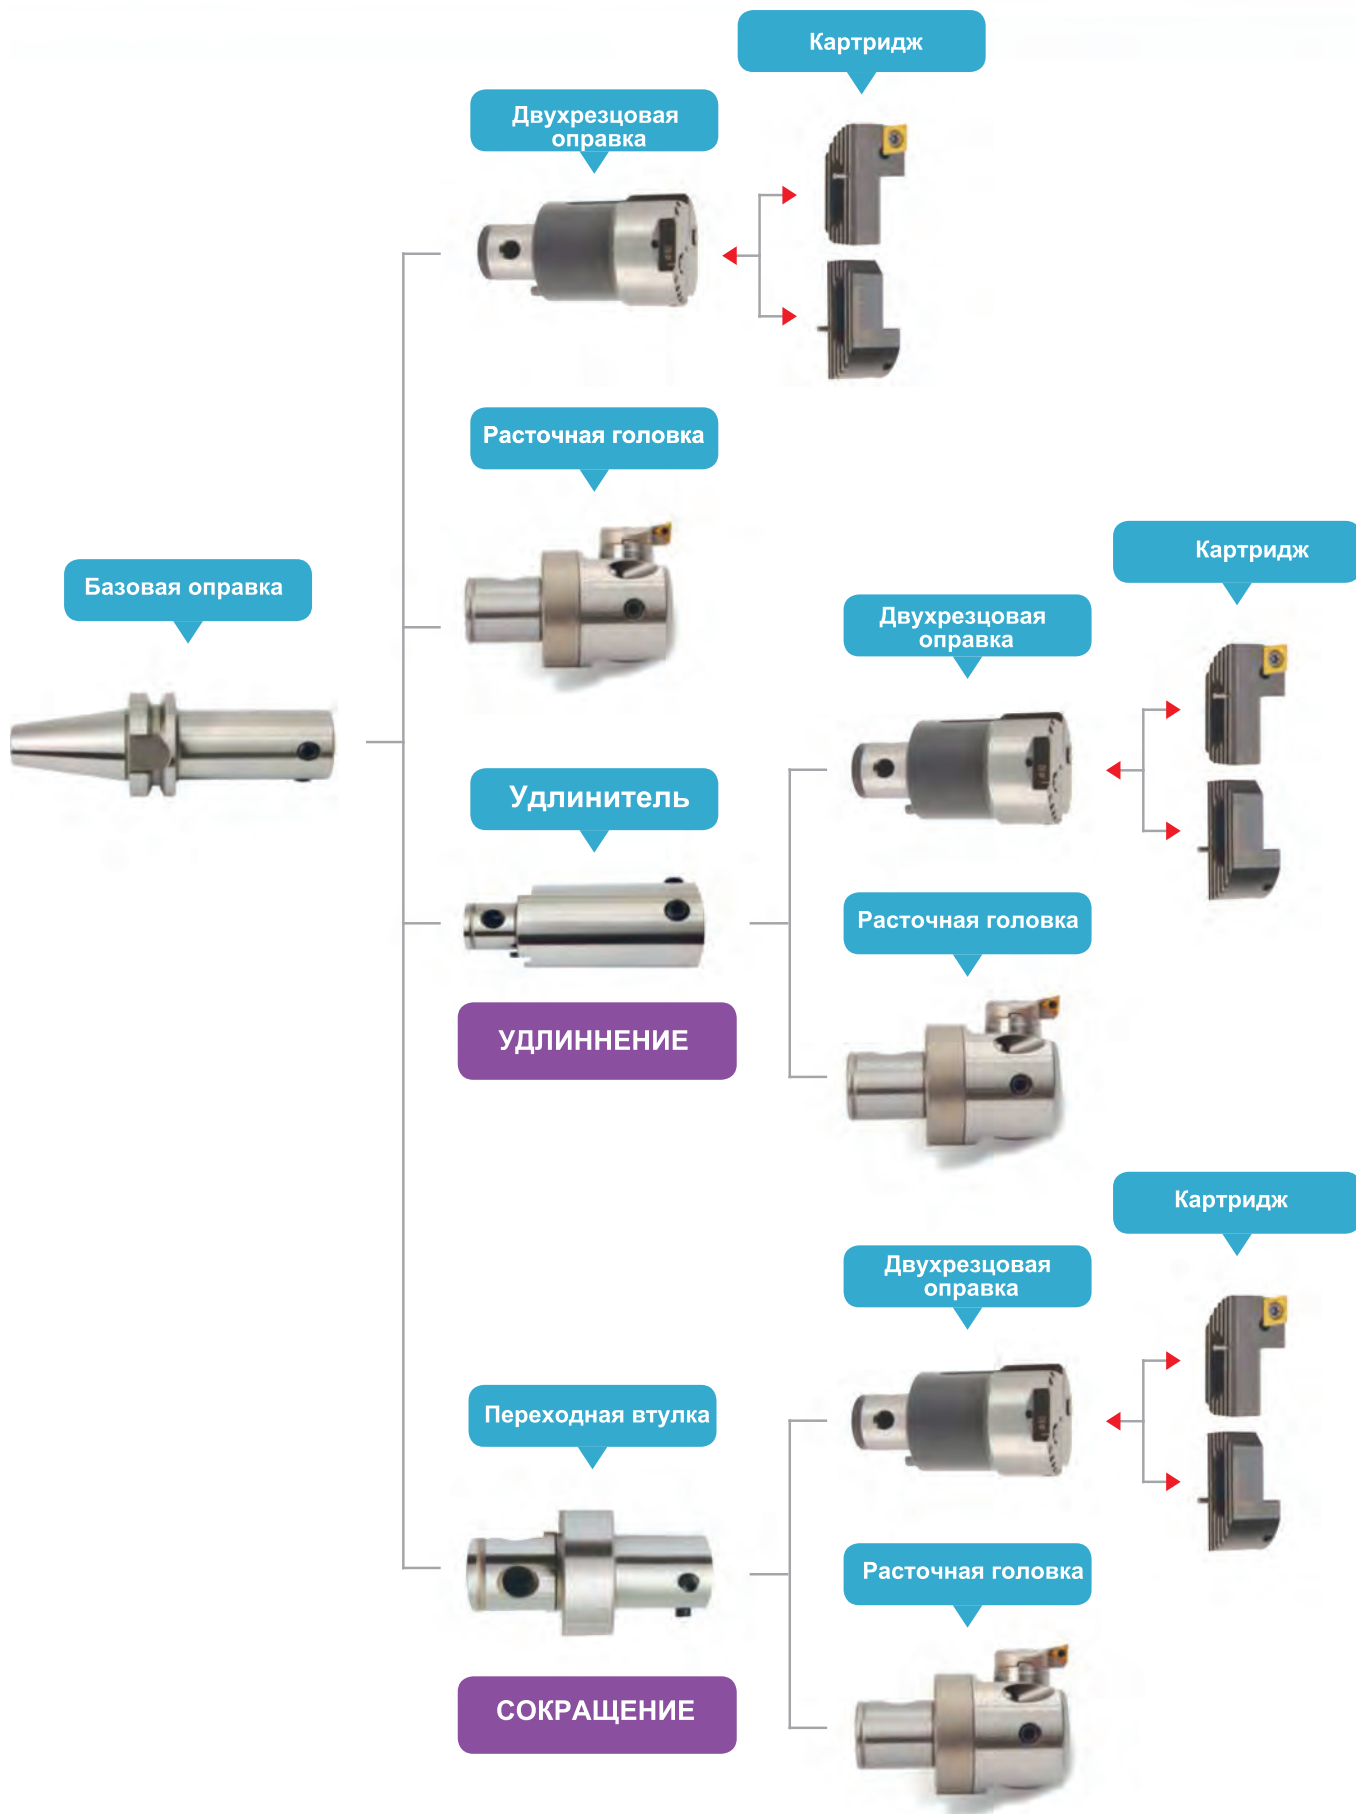 Картридж
Двухрезцовая
оправка
Расточная головка
Базовая оправка
Картридж
Двухрезцовая
оправка
Удлинитель
Расточная головка
УДЛИННЕНИЕ
Картридж
Двухрезцовая
оправка
Переходная втулка
Расточная головка
СОКРАЩЕНИЕ